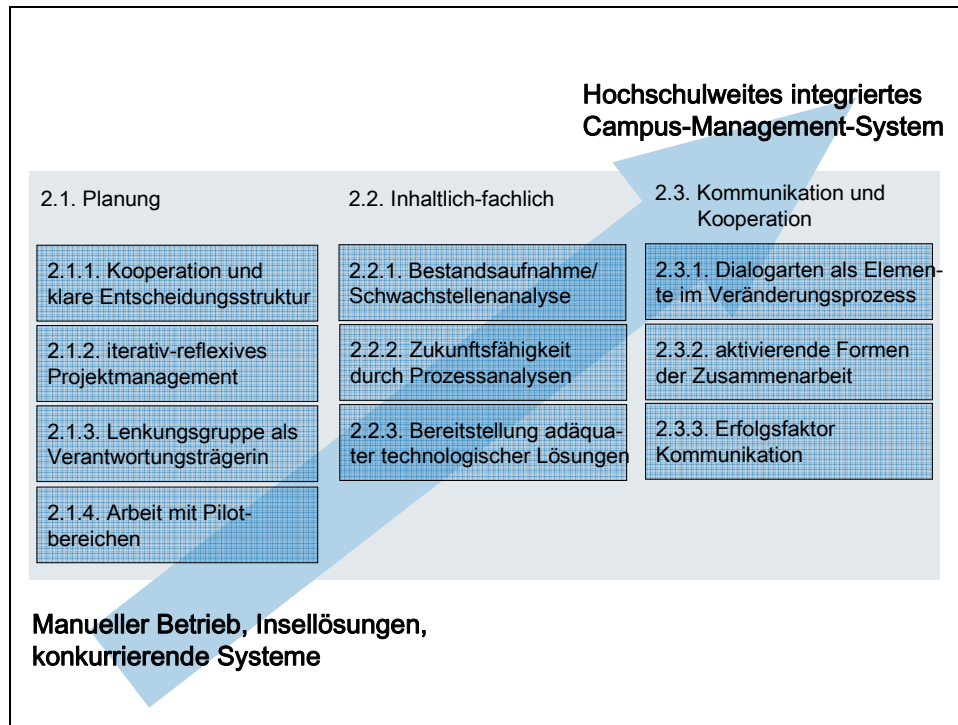 Hochschulweites integriertes
Campus-Management-System
2.1. Planung
2.1.1. Kooperation und
klare Entscheidungsstruktur
2.1.2. iterativ-reflexives
Projektmanagement
2.1.3. Lenkungsgruppe als
Verantwortungsträgerin
2.1.4. Arbeit mit Pilot-
bereichen
2.2. Inhaltlich-fachlich
2.2.1. Bestandsaufnahme/
Schwachstellenanalyse
2.2.2. Zukunftsfähigkeit
durch Prozessanalysen
2.2.3. Bereitstellung adäqua-
ter technologischer Lösungen
2.3. Kommunikation und
Kooperation
2.3.1. Dialogarten als Elemen-
te im Veränderungsprozess
2.3.2. aktivierende Formen
der Zusammenarbeit
2.3.3. Erfolgsfaktor
Kommunikation
Manueller Betrieb, Insellösungen,
konkurrierende Systeme